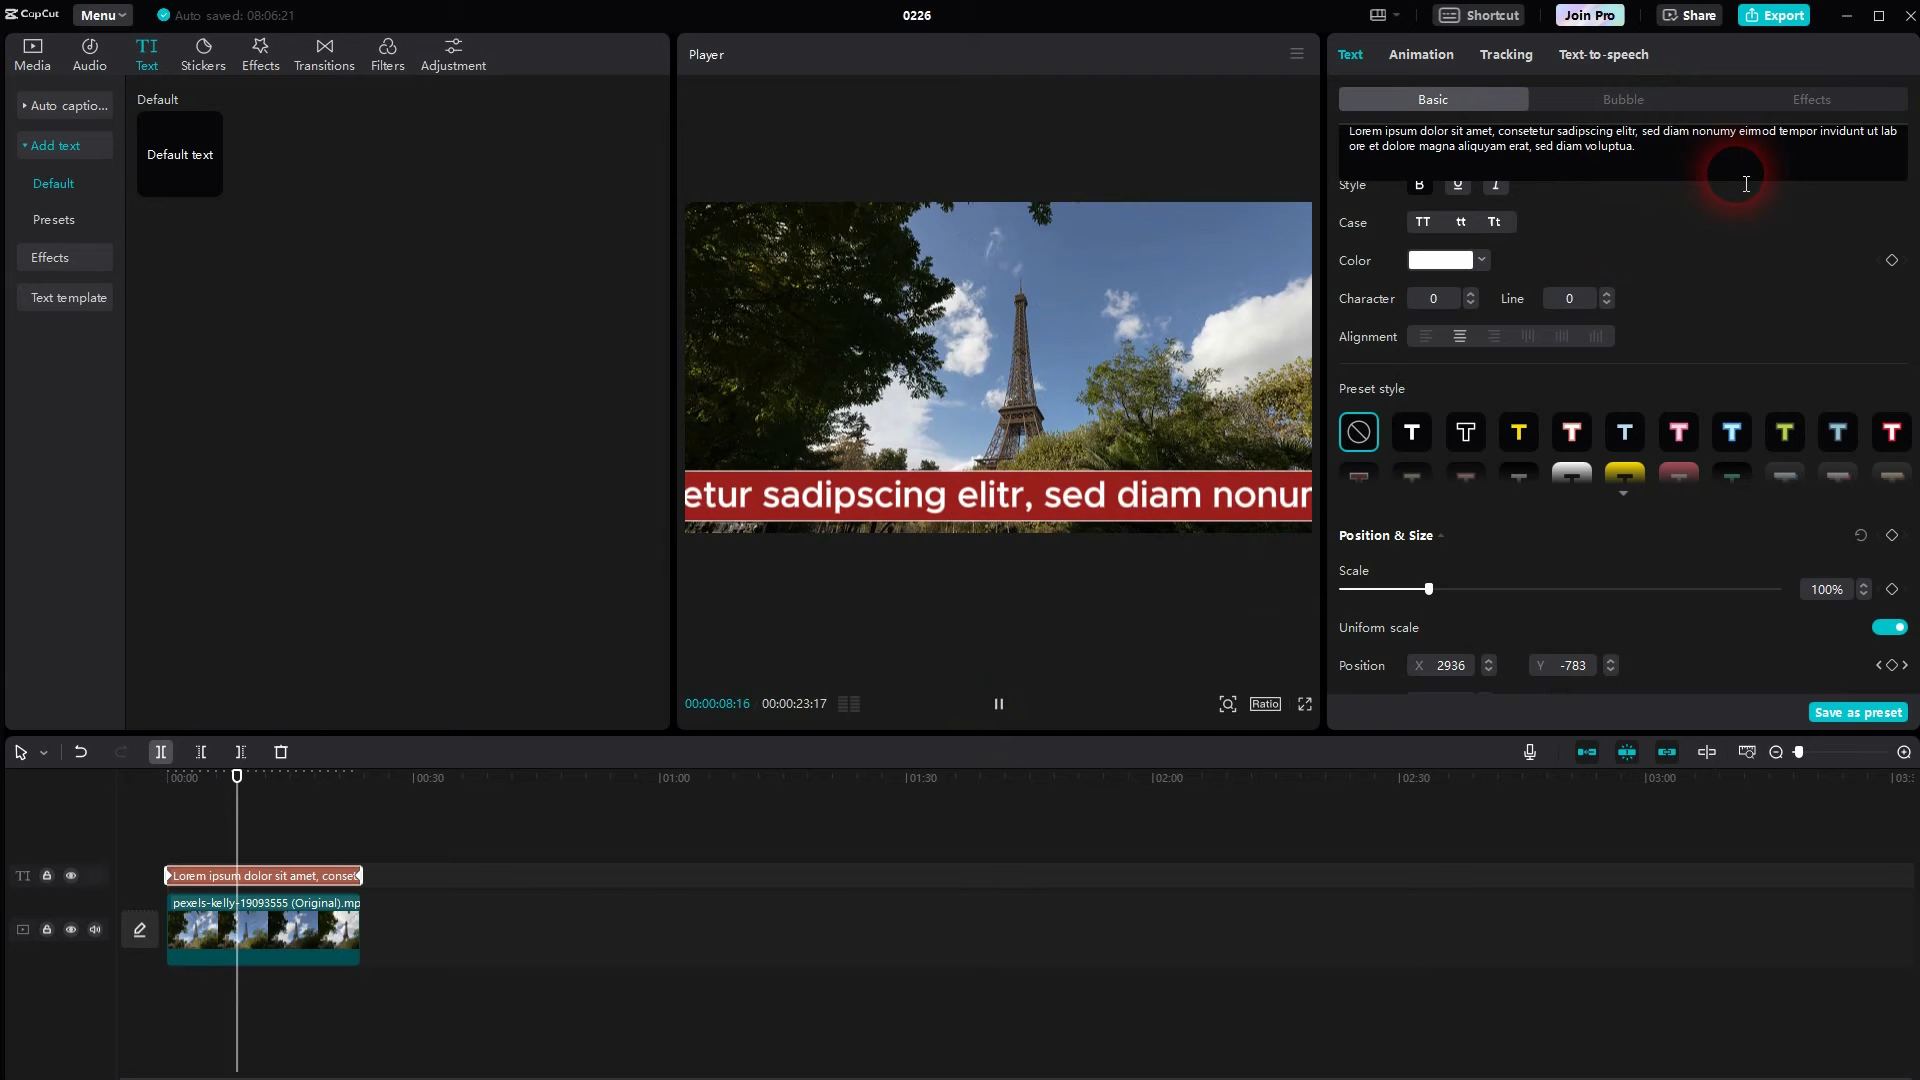 CapCut
Menu
Auto saved: 08:06:21
0226
Shortcut
Join Pro
Share
Export
Media
Audio
TI
Text
Stickers
Effects
Transitions
Filters
Adjustment
Auto captio...
Add text
Default
Presets
Effects
Text template
Default
Default text
Player
etur sadipscing elitr, sed diam nonur
00:00:08:16
00:00:23:17
Ratio
Text
Animation
Tracking
Text-to-speech
Basic
Bubble
Effects
Lorem ipsum dolor sit amet, consetetur sadipscing elitr, sed diam nonumy eirmod tempor invidunt ut lab
ore et dolore magna aliquyam erat, sed diam voluptua.
Style
B U I
Case
TT tt Tt
Color
Character
0
Line
0
Alignment
Preset style
T T T T T T T T T T T
Position & Size
Scale
100%
Uniform scale
Position
X 2936
Y -783
Save as preset
00:00
00:30
01:00
01:30
02:00
02:30
03:00
03:
TI
Lorem ipsum dolor sit amet, conset
pexels-kelly-19093555 (Original).mp